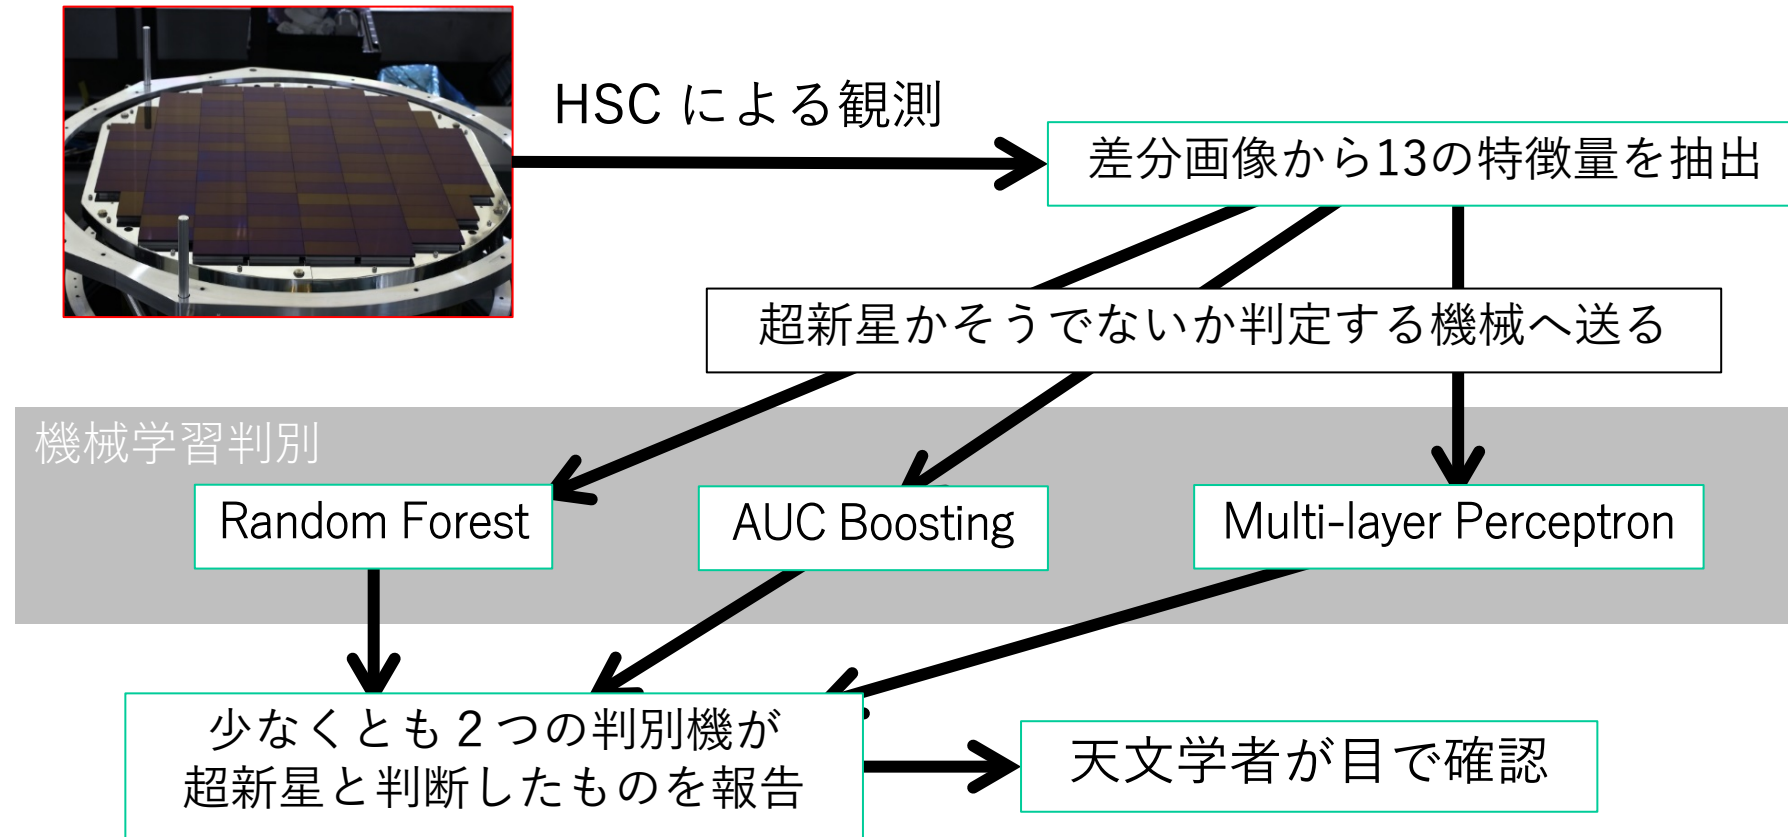 HSC による観測
差分画像から13の特徴量を抽出
超新星かそうでないか判定する機械へ送る
機械学習判別
Random Forest
AUC Boosting
Multi-layer Perceptron
少なくとも２つの判別機が
超新星と判断したものを報告
天文学者が目で確認